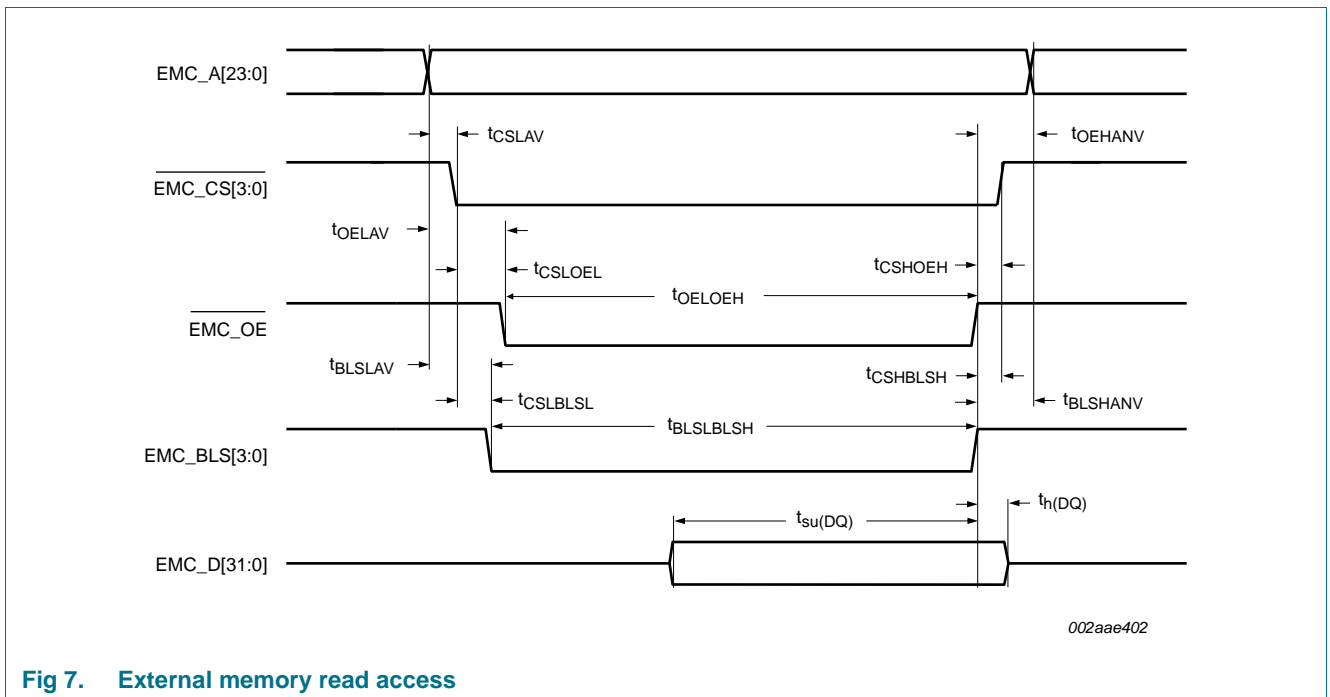 EMC_A[23:0]
tCSLAV
tOEHANV
EMC_CS[3:0]
tOELAV
tCSLOEL
tCSHOEH
tOELOEH
EMC_OE
tBLSLAV
tCSHBLSH
tCSLBLSL
tBLSHANV
tBLSLBLSH
EMC_BLS[3:0]
th(DQ)
tsu(DQ)
EMC_D[31:0]
002aae402
Fig 7. External memory read access